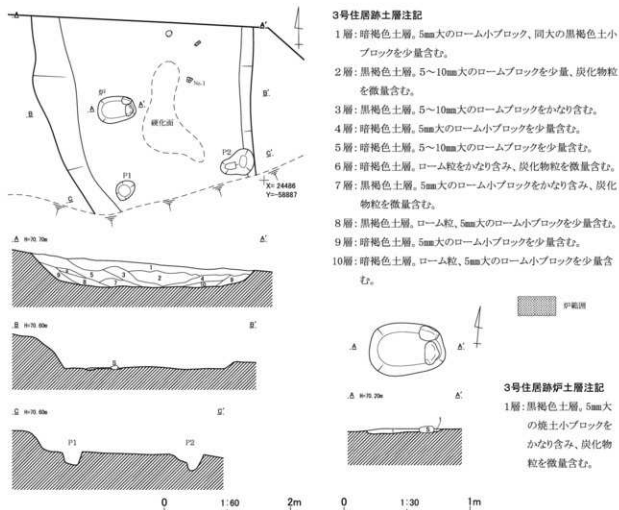 A
A'
炉
No.1
A
A'
B
B'
硬化面
P2
C'
P1
C
X= 24486
Y=-58887
A H=70.70m A'
1
2
3
4
5
B H=70.60m B'
S
C H=70.60m C'
P1
P2
0 1:60 2m
3号住居跡土層注記
1層:暗褐色土層。5mm大のローム小ブロック、同大の黒褐色土小
ブロックを少量含む。
2層:黒褐色土層。5~10mm大のロームブロックを少量、炭化物粒
を微量含む。
3層:黒褐色土層。5~10mm大のロームブロックをかなり含む。
4層:暗褐色土層。5mm大のローム小ブロックを少量含む。
5層:暗褐色土層。5~10mm大のロームブロックを少量含む。
6層:暗褐色土層。ローム粒をかなり含み、炭化物粒を微量含む。
7層:黒褐色土層。5mm大のローム小ブロックをかなり含み、炭化
物粒を微量含む。
8層:黒褐色土層。ローム粒、5mm大のローム小ブロックを少量含む。
9層:暗褐色土層。5mm大のローム小ブロックを少量含む。
10層:暗褐色土層。ローム粒、5mm大のローム小ブロックを少量含
む。
炉範囲
A
A'
A H=70.20m A'
1
S
3号住居跡炉土層注記
1層:黒褐色土層。5mm大
の焼土小ブロックを
かなり含み、炭化物
粒を微量含む。
0 1:30 1m